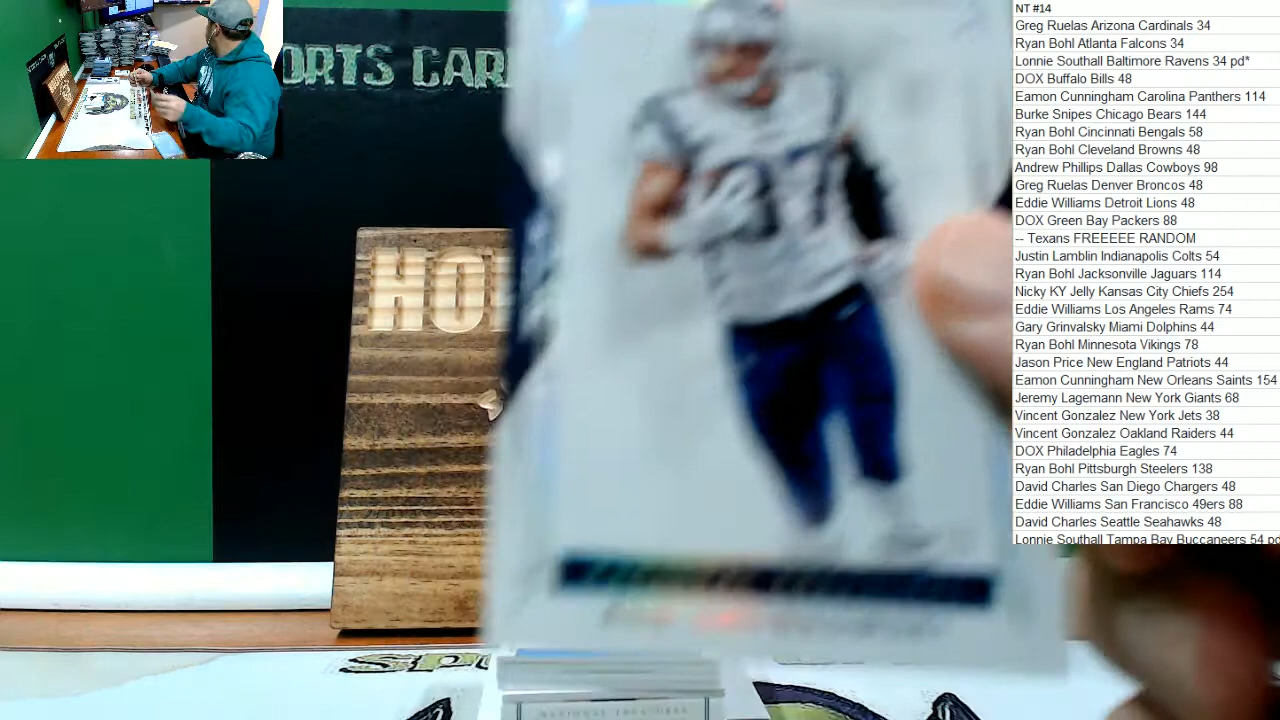 ORTS CAR
HO
87
NATIONAL TREASURES
NT #14
Greg Ruelas Arizona Cardinals 34
Ryan Bohl Atlanta Falcons 34
Lonnie Southall Baltimore Ravens 34 pd*
DOX Buffalo Bills 48
Eamon Cunningham Carolina Panthers 114
Burke Snipes Chicago Bears 144
Ryan Bohl Cincinnati Bengals 58
Ryan Bohl Cleveland Browns 48
Andrew Phillips Dallas Cowboys 98
Greg Ruelas Denver Broncos 48
Eddie Williams Detroit Lions 48
DOX Green Bay Packers 88
-- Texans FREEEEE RANDOM
Justin Lamblin Indianapolis Colts 54
Ryan Bohl Jacksonville Jaguars 114
Nicky KY Jelly Kansas City Chiefs 254
Eddie Williams Los Angeles Rams 74
Gary Grinvalsky Miami Dolphins 44
Ryan Bohl Minnesota Vikings 78
Jason Price New England Patriots 44
Eamon Cunningham New Orleans Saints 154
Jeremy Lagemann New York Giants 68
Vincent Gonzalez New York Jets 38
Vincent Gonzalez Oakland Raiders 44
DOX Philadelphia Eagles 74
Ryan Bohl Pittsburgh Steelers 138
David Charles San Diego Chargers 48
Eddie Williams San Francisco 49ers 88
David Charles Seattle Seahawks 48
Lonnie Southall Tampa Bay Buccaneers 54 pd